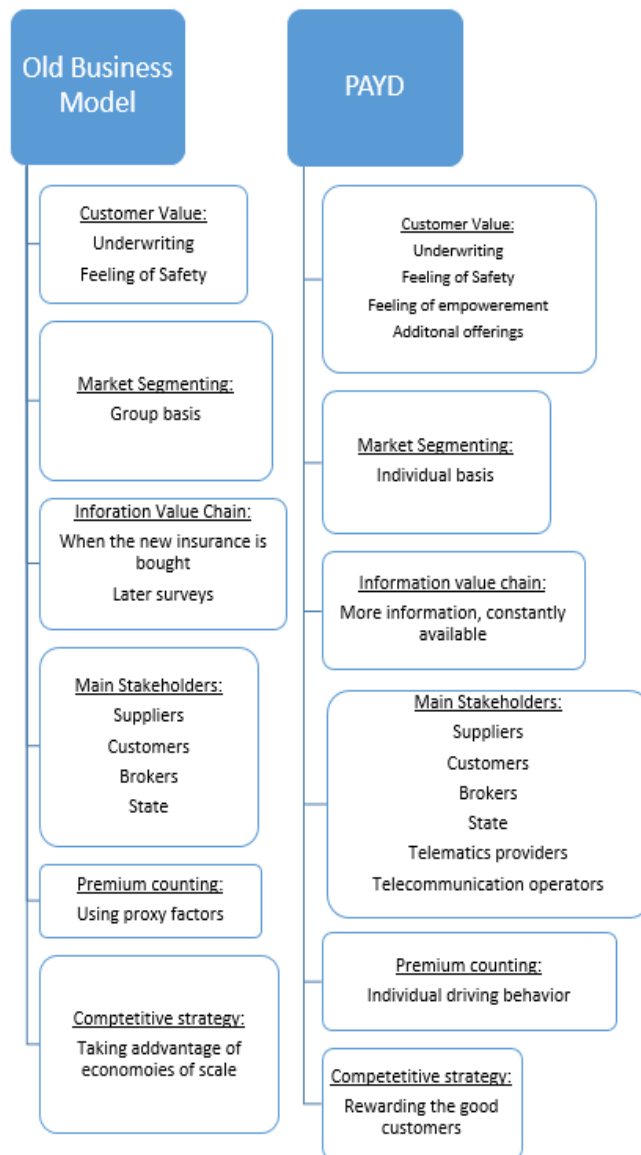 Old Business
Model
Customer Value:
Underwriting
Feeling of Safety
Market Segmenting:
Group basis
Inforation Value Chain:
When the new insurance is
bought
Later surveys
Main Stakeholders:
Suppliers
Customers
Brokers
State
Premium counting:
Using proxy factors
Comptetitive strategy:
Taking addvantage of
economoies of scale
PAYD
Customer Value:
Underwriting
Feeling of Safety
Feeling of empowerement
Additonal offerings
Market Segmenting:
Individual basis
Information value chain:
More information, constantly
available
Main Stakeholders:
Suppliers
Customers
Brokers
State
Telematics providers
Telecommunication operators
Premium counting:
Individual driving behavior
Competetitive strategy:
Rewarding the good
customers